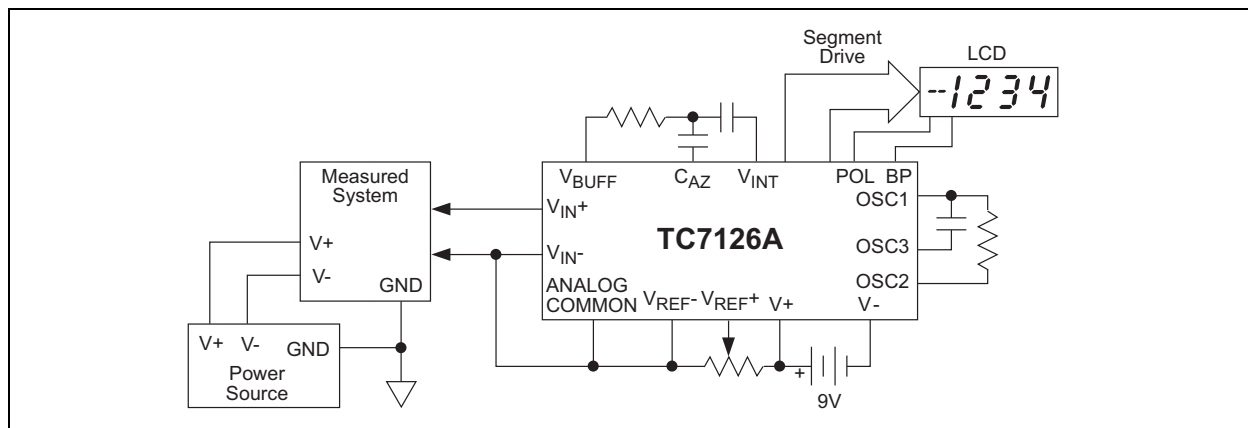 Segment
Drive
LCD
--1234
Measured
System
V+
V-
GND
V+ V- GND
Power
Source
VBUFF CAZ VINT POL BP
VIN+
VIN-
ANALOG
COMMON
TC7126A
OSC1
OSC3
OSC2
VREF- VREF+ V+ V-
+
9V